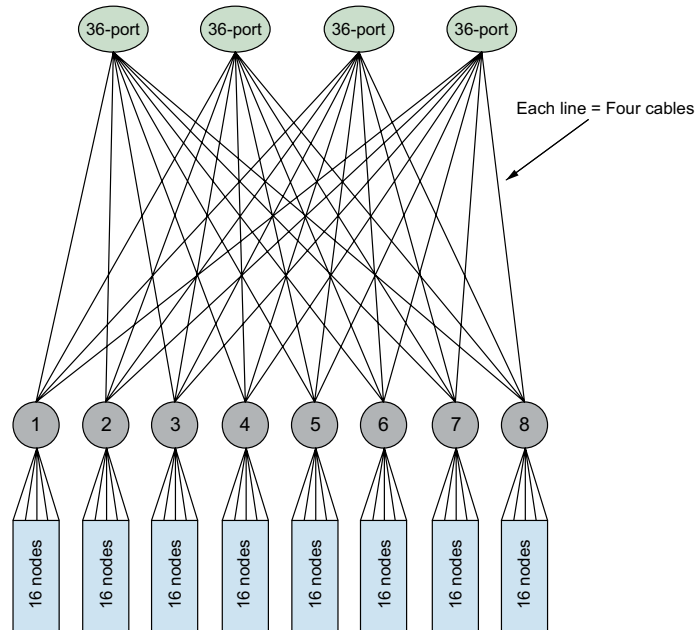 36-port
36-port
36-port
36-port
Each line = Four cables
1
2
3
4
5
6
7
8
16 nodes
16 nodes
16 nodes
16 nodes
16 nodes
16 nodes
16 nodes
16 nodes